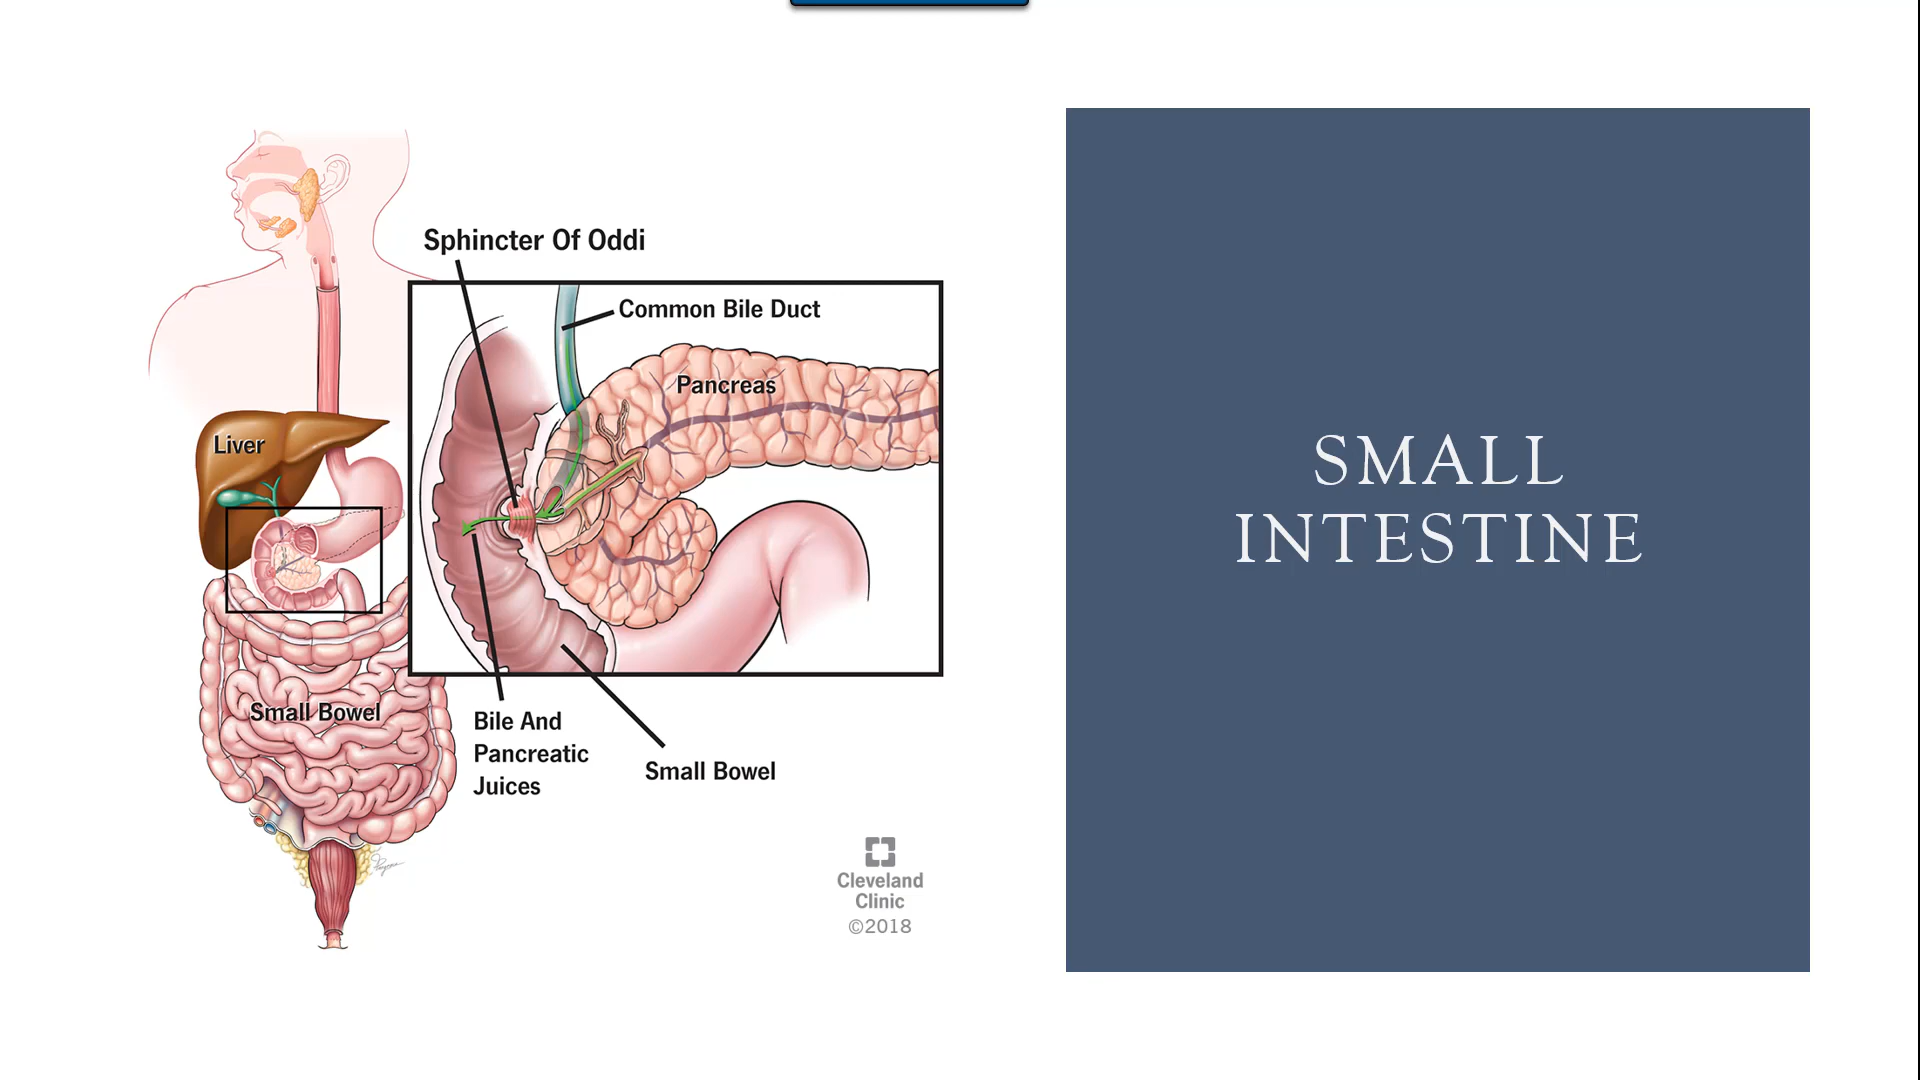 Sphincter Of Oddi
Common Bile Duct
Pancreas
Liver
Small Bowel
Bile And
Pancreatic
Juices
Small Bowel
Cleveland
Clinic
©2018
SMALL
INTESTINE